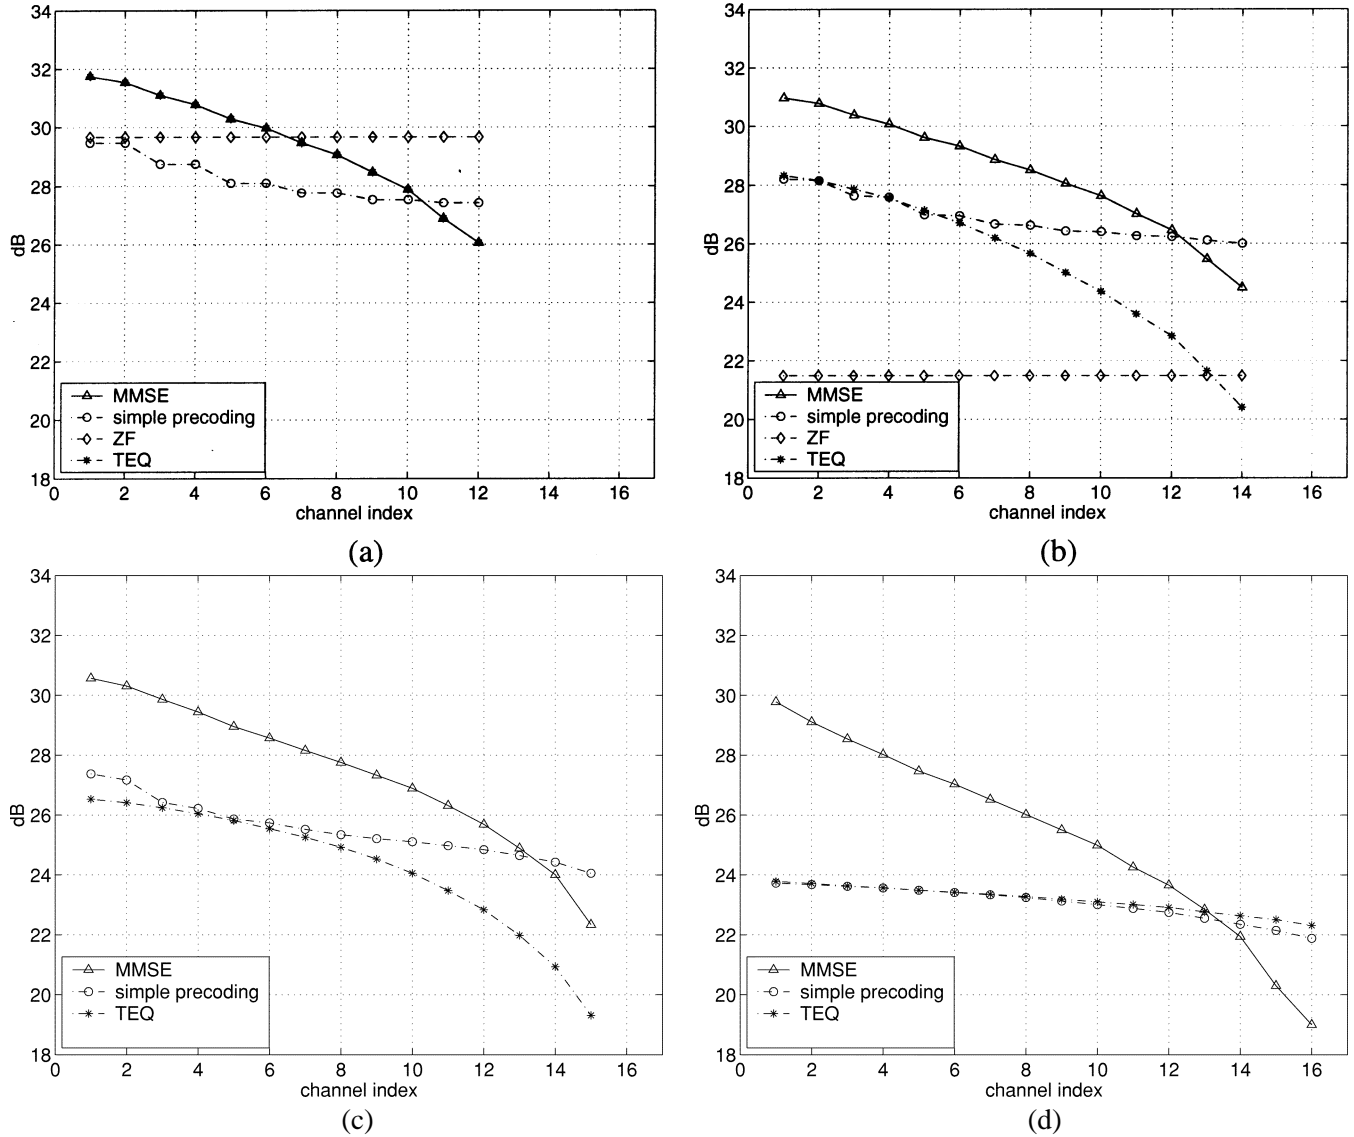 34
32
30
28
26
24
22
20
18
dB
MMSE
simple precoding
ZF
TEQ
0 2 4 6 8 10 12 14 16
channel index
(a)
34
32
30
28
26
24
22
20
18
dB
MMSE
simple precoding
ZF
TEQ
0 2 4 6 8 10 12 14 16
channel index
(b)
34
32
30
28
26
24
22
20
18
dB
MMSE
simple precoding
TEQ
0 2 4 6 8 10 12 14 16
channel index
(c)
34
32
30
28
26
24
22
20
18
dB
MMSE
simple precoding
TEQ
0 2 4 6 8 10 12 14 16
channel index
(d)